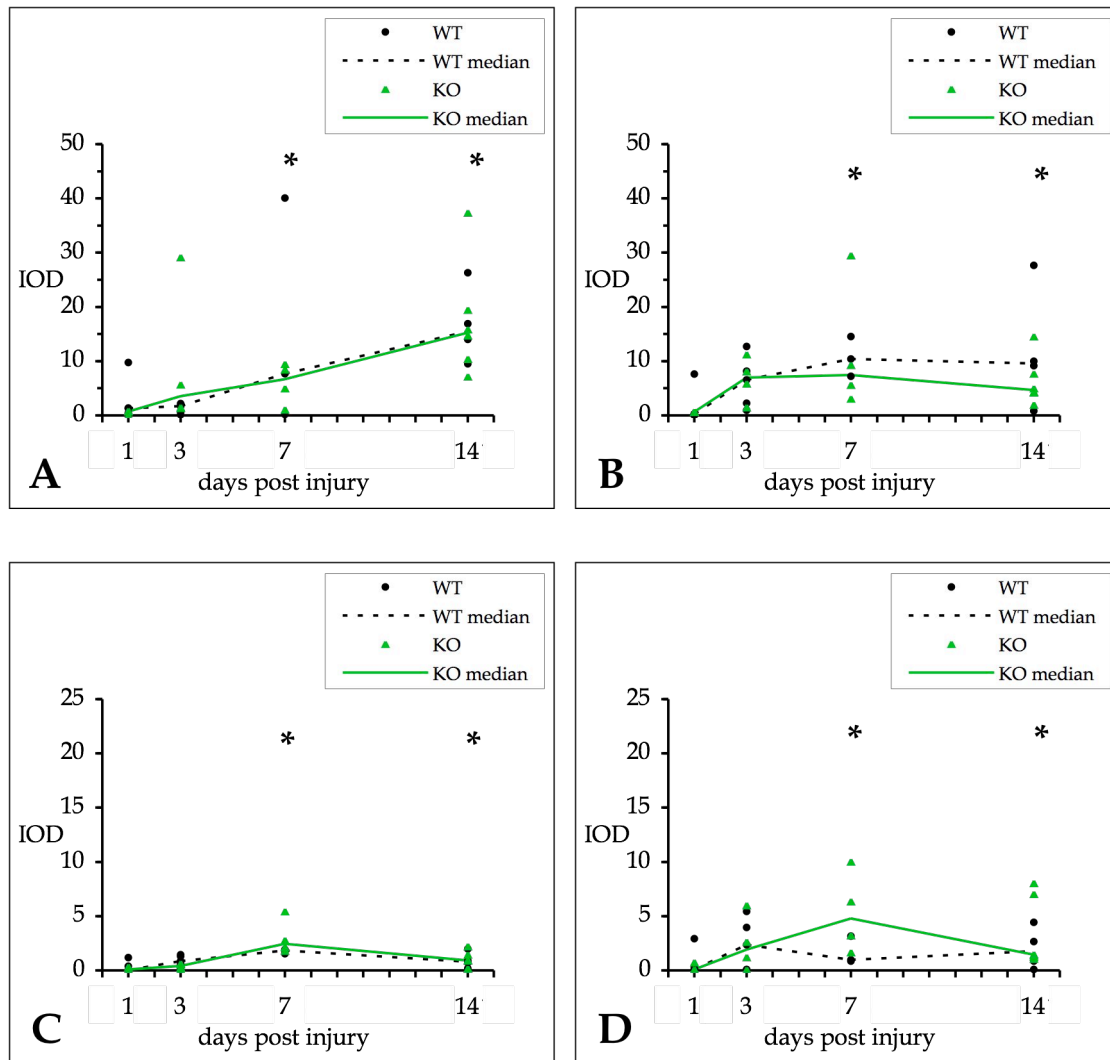 WT
WT median
KO
KO median
50
40
30
20
10
0
IOD
* *
1 3 7 14
days post injury
A
WT
WT median
KO
KO median
50
40
30
20
10
0
IOD
* *
1 3 7 14
days post injury
B
WT
WT median
KO
KO median
25
20
15
10
5
0
IOD
* *
1 3 7 14
days post injury
C
WT
WT median
KO
KO median
25
20
15
10
5
0
IOD
* *
1 3 7 14
days post injury
D